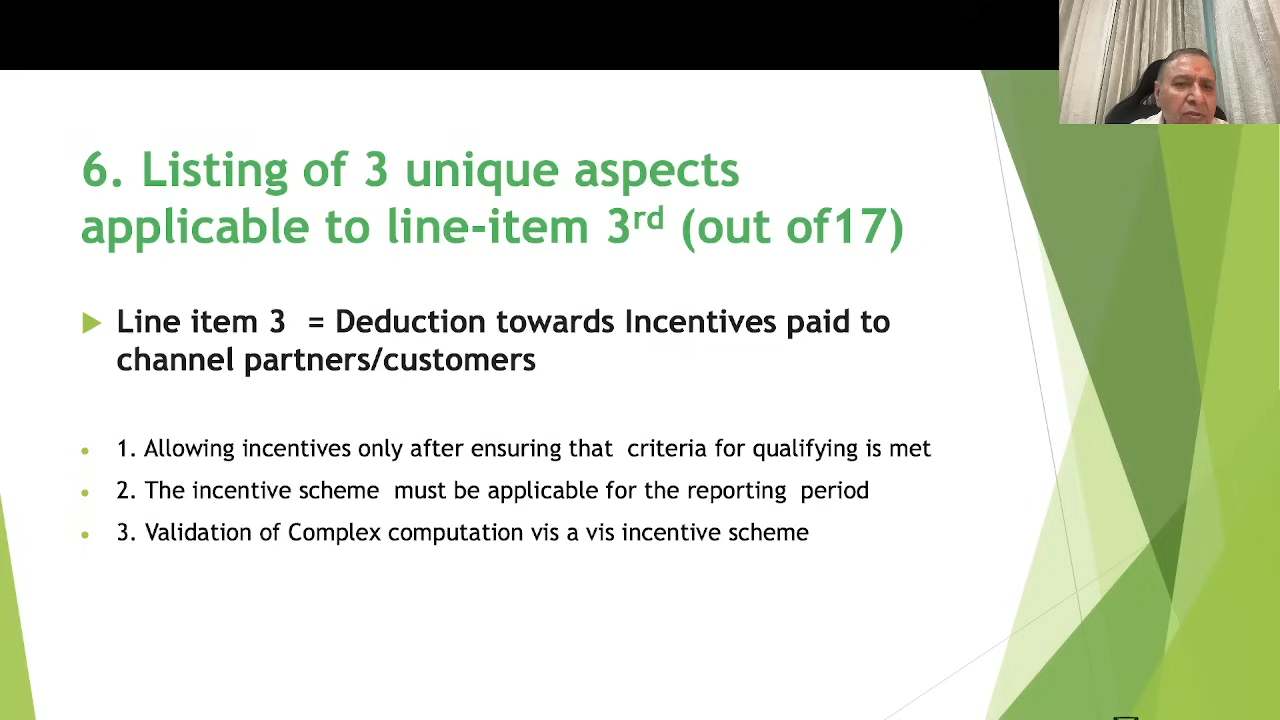 6. Listing of 3 unique aspects
applicable to line-item 3rd (out of17)
Line item 3 = Deduction towards Incentives paid to
channel partners/customers
1. Allowing incentives only after ensuring that criteria for qualifying is met
2. The incentive scheme must be applicable for the reporting period
3. Validation of Complex computation vis a vis incentive scheme